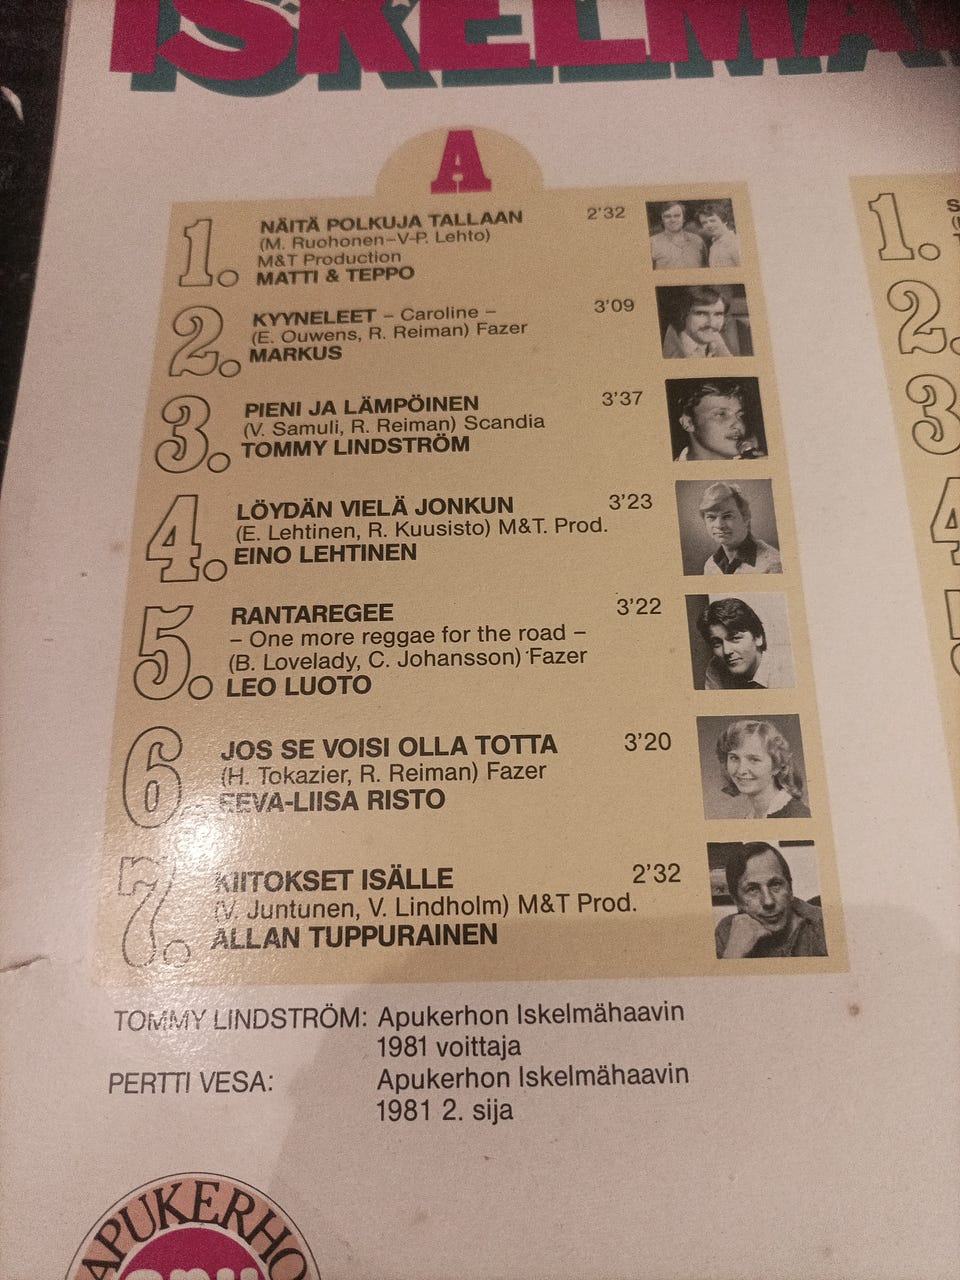 ISKELMÄ
A
1. NÄITÄ POLKUJA TALLAAN 2'32
(M. Ruohonen–V-P. Lehto)
M&T Production
MATTI & TEPPO
2. KYYNELEET – Caroline – 3'09
(E. Ouwens, R. Reiman) Fazer
MARKUS
3. PIENI JA LÄMPÖINEN 3'37
(V. Samuli, R. Reiman) Scandia
TOMMY LINDSTRÖM
4. LÖYDÄN VIELÄ JONKUN 3'23
(E. Lehtinen, R. Kuusisto) M&T. Prod.
EINO LEHTINEN
5. RANTAREGEE 3'22
– One more reggae for the road –
(B. Lovelady, C. Johansson) Fazer
LEO LUOTO
6. JOS SE VOISI OLLA TOTTA 3'20
(H. Tokazier, R. Reiman) Fazer
EEVA-LIISA RISTO
7. KIITOKSET ISÄLLE 2'32
(V. Juntunen, V. Lindholm) M&T Prod.
ALLAN TUPPURAINEN
1.
2.
3.
4
TOMMY LINDSTRÖM: Apukerhon Iskelmähaavin
1981 voittaja
PERTTI VESA: Apukerhon Iskelmähaavin
1981 2. sija
APUKERHO
apu